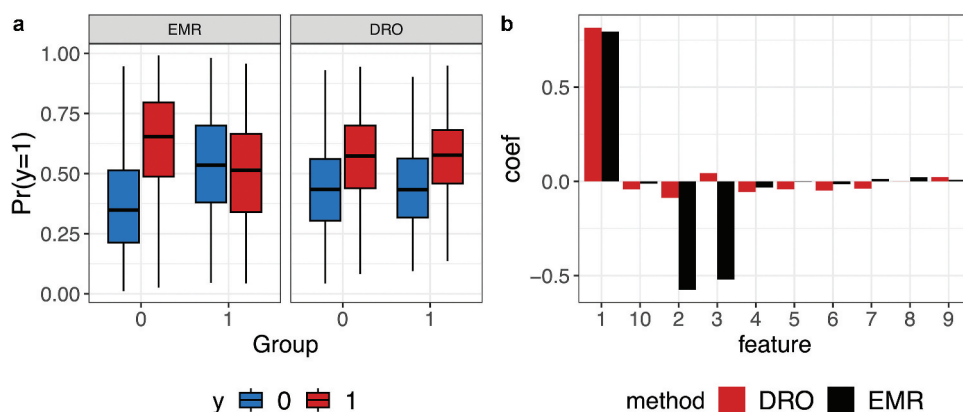 a
EMR DRO
1.00
0.75
0.50
0.25
0.00
Pr(y=1)
0 1 0 1
Group
y 0 1
b
0.5
0.0
−0.5
coef
1 10 2 3 4 5 6 7 8 9
feature
method DRO EMR